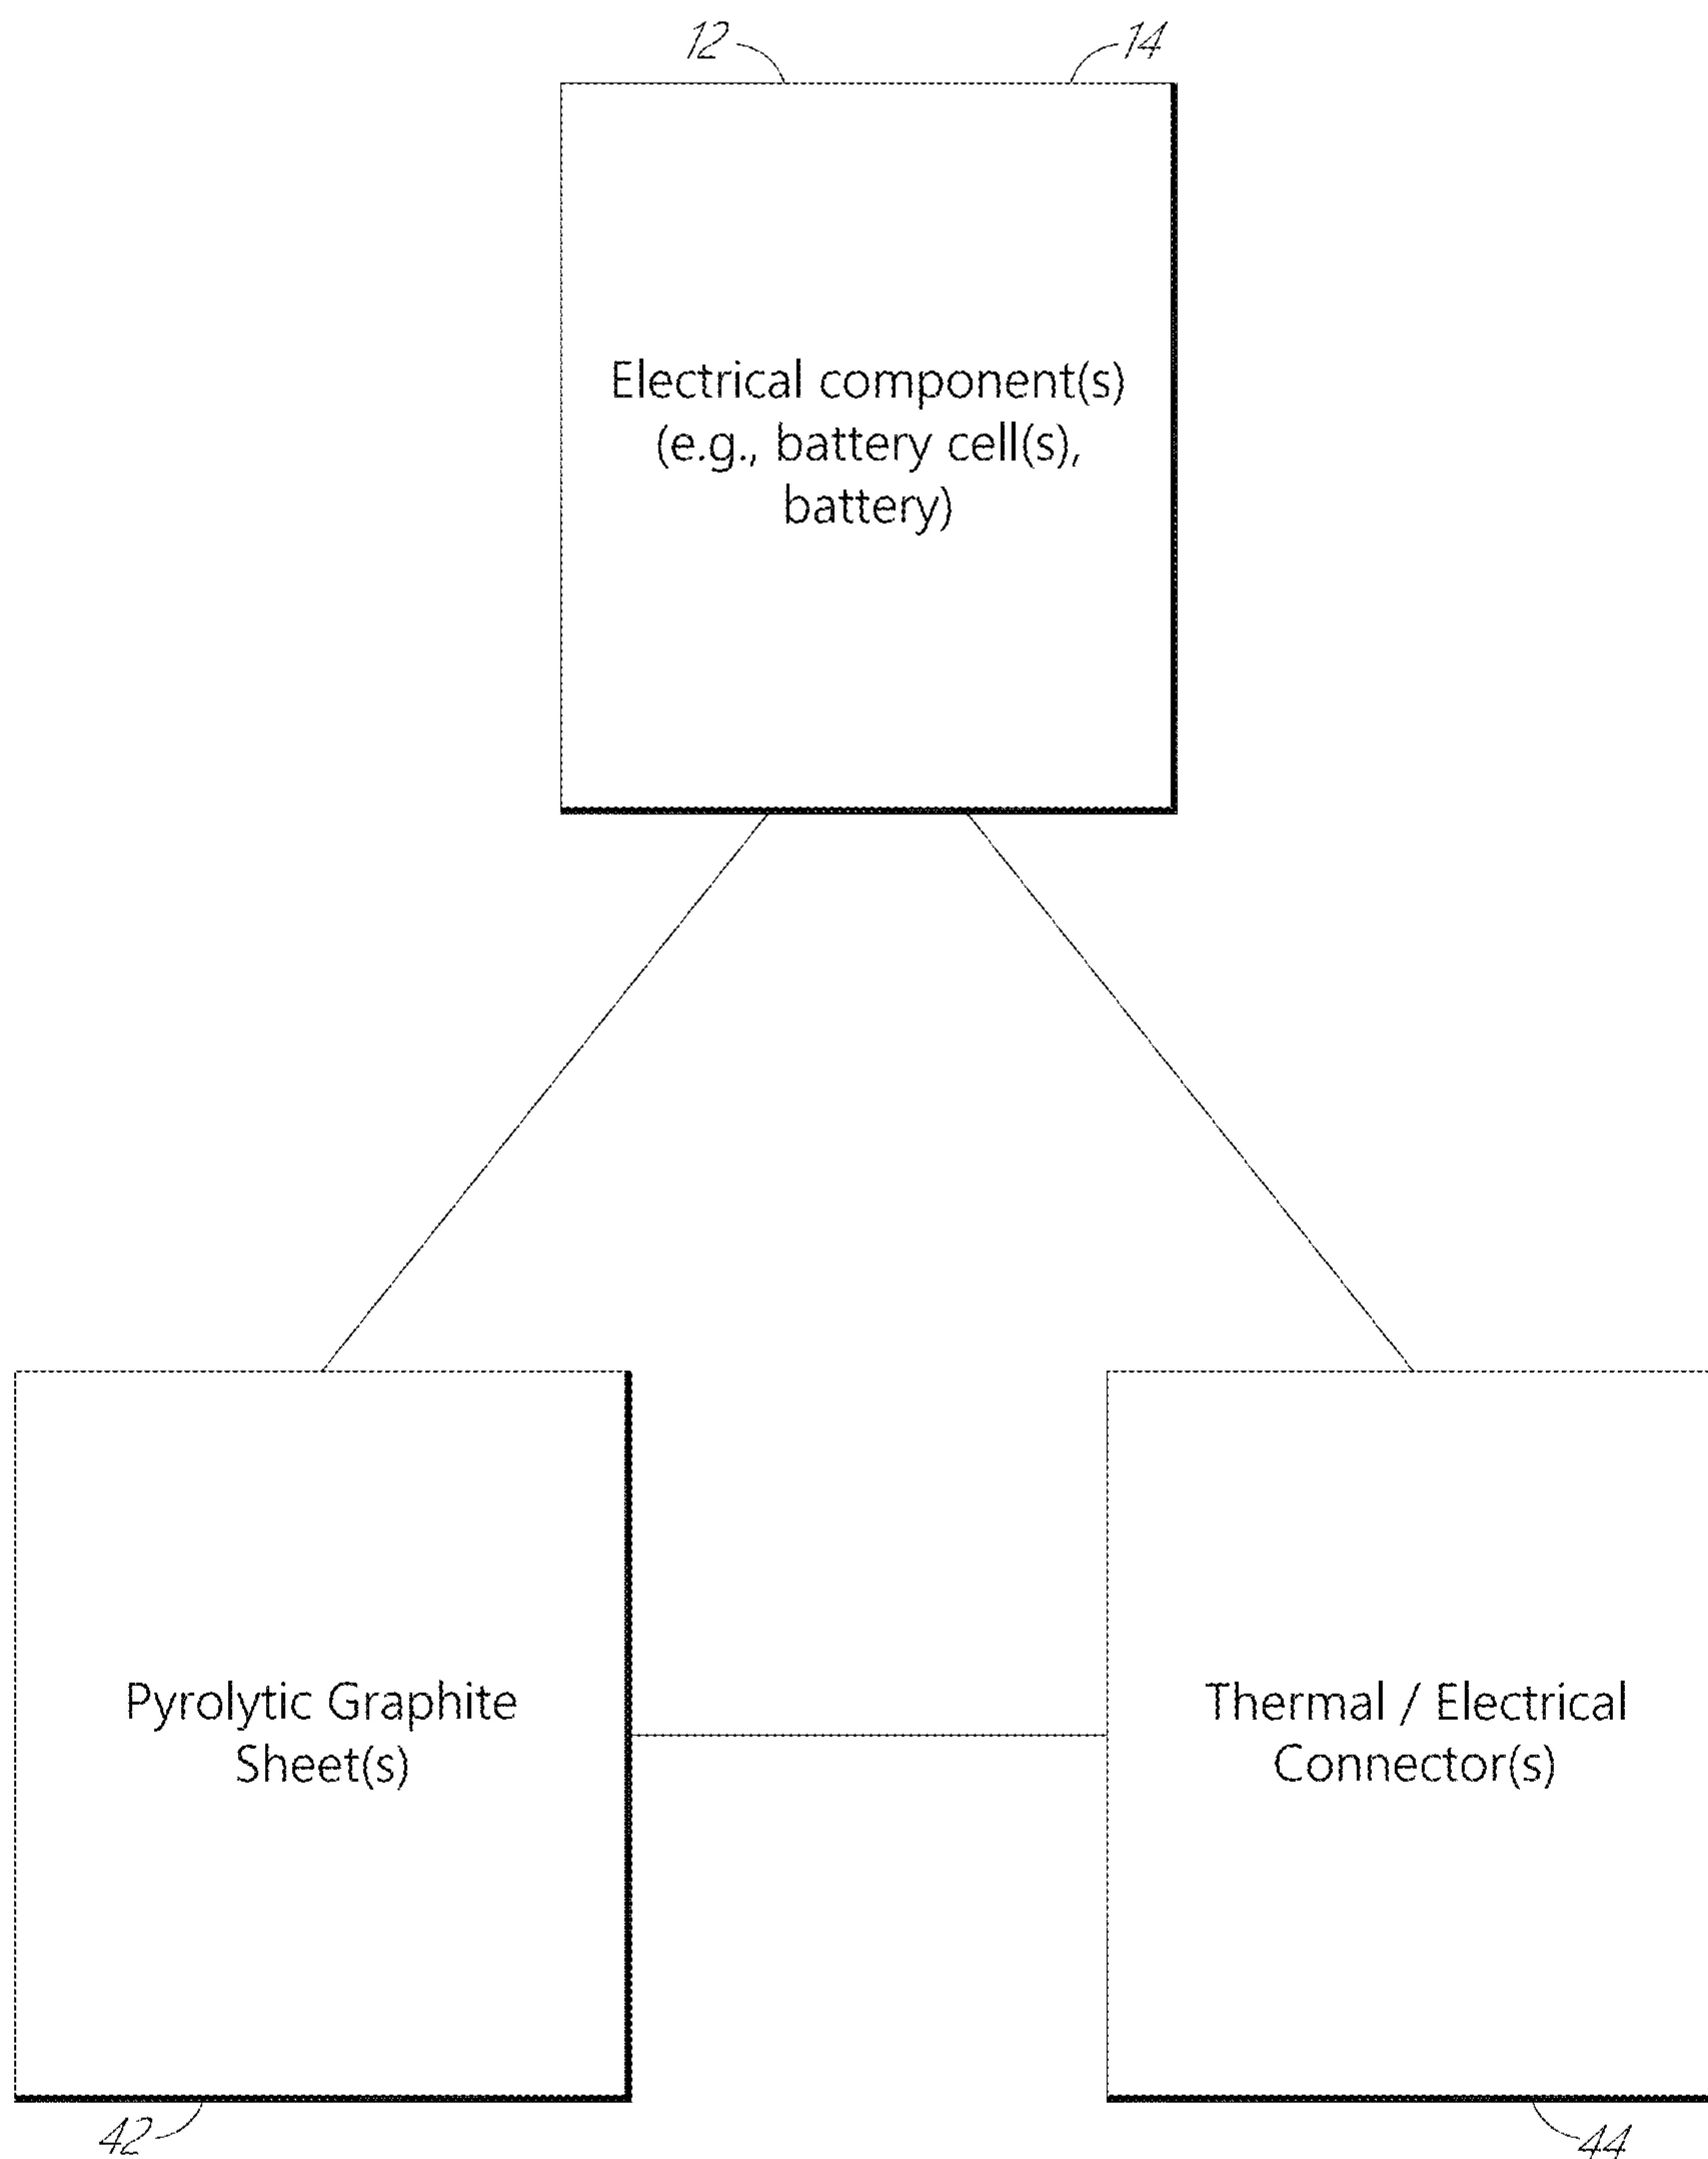 12
14
Electrical component(s)
(e.g., battery cell(s),
battery)
Pyrolytic Graphite
Sheet(s)
Thermal / Electrical
Connector(s)
42
44